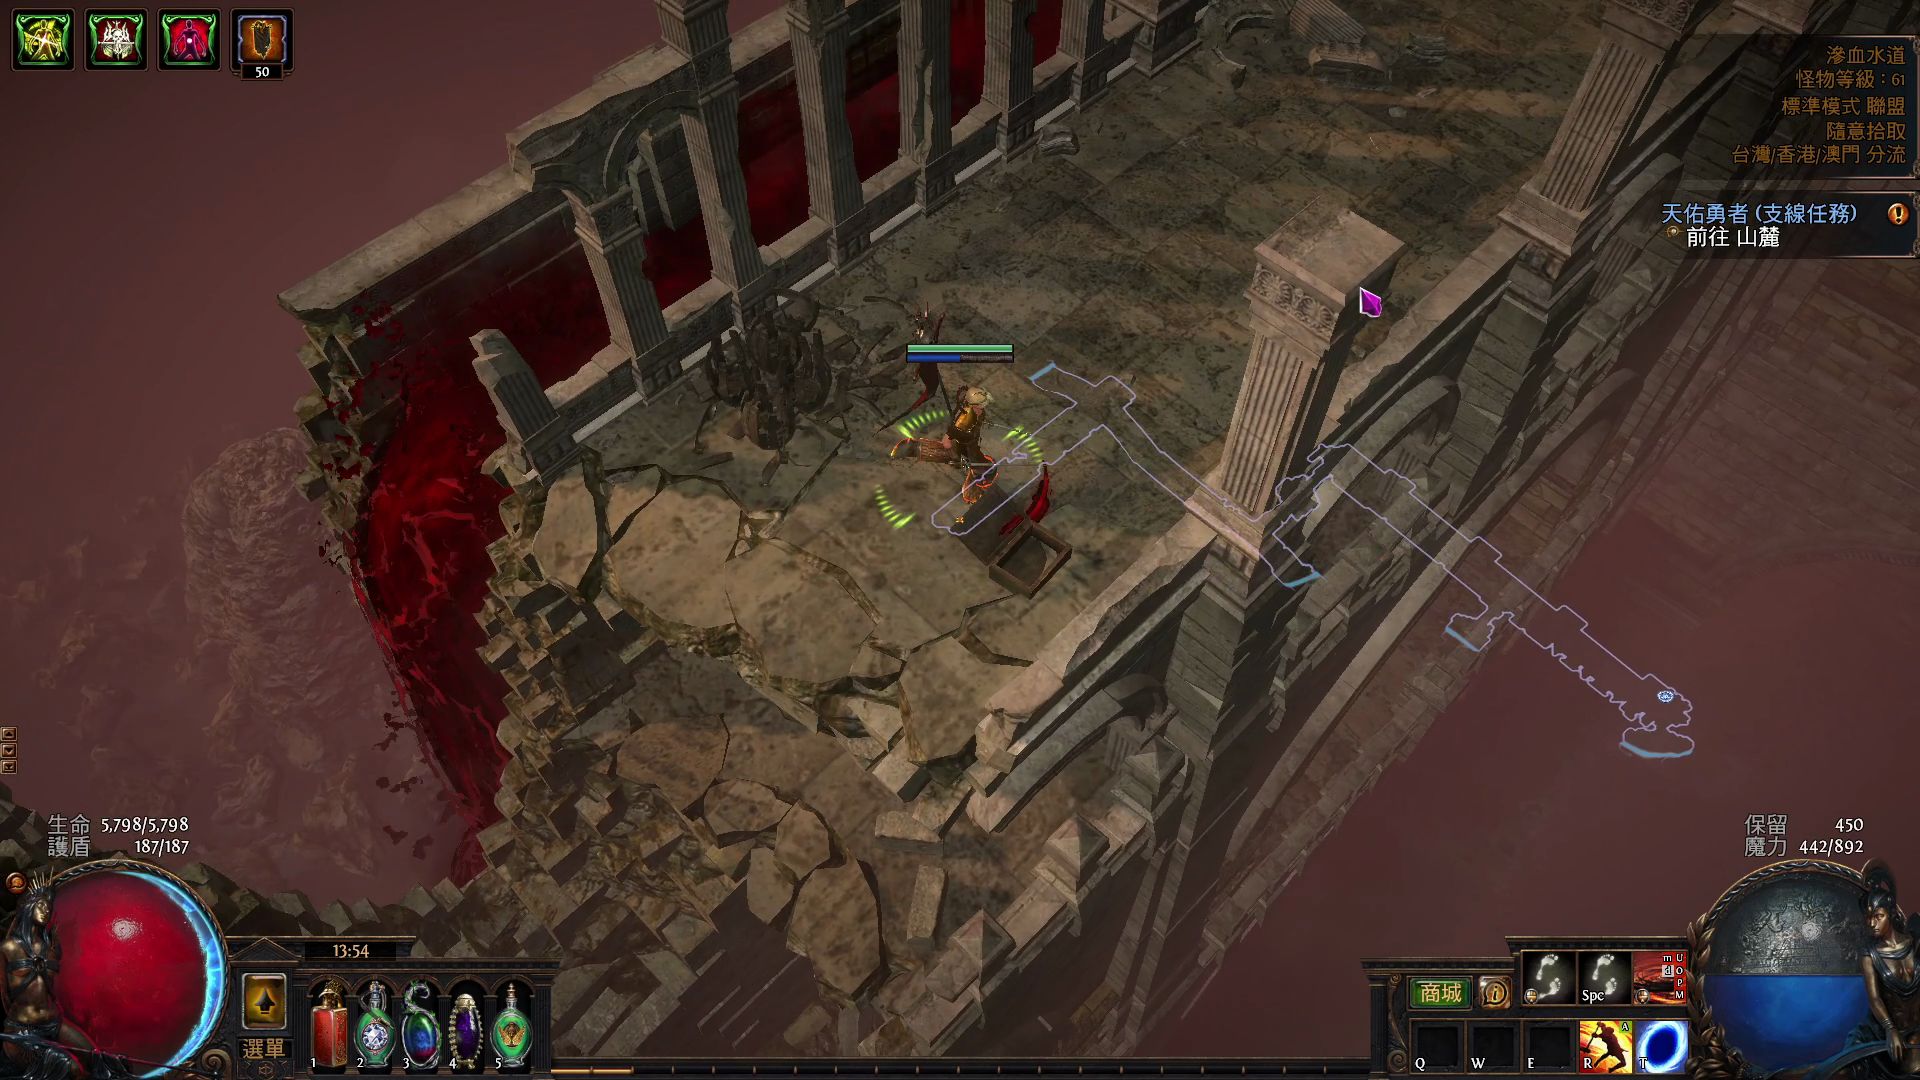 50
滲血水道
怪物等級：61
標準模式 聯盟
隨意拾取
台灣/香港/澳門 分流
天佑勇者 (支線任務)
前往 山麓
生命 5,798/5,798
護盾 187/187
保留 450
魔力 442/892
13:54
選單
1 2 3 4 5
商城
Spc
m U
d O
P
M
Q W E R A T